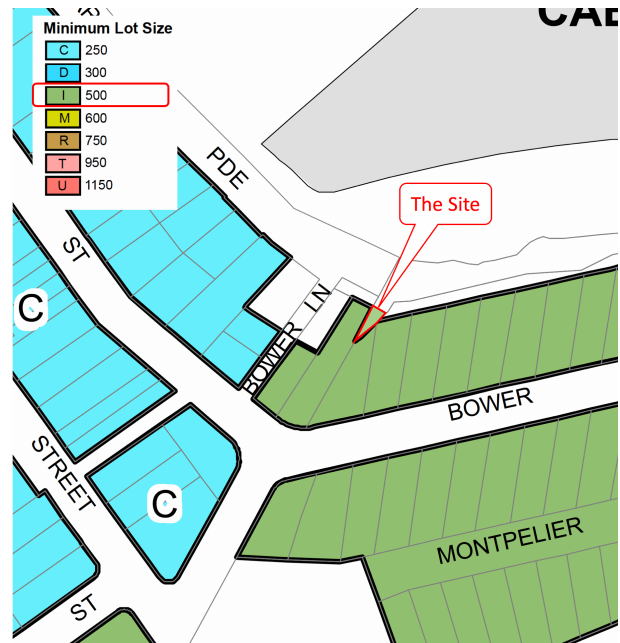 CAB
Minimum Lot Size
C 250
D 300
I 500
M 600
R 750
T 950
U 1150
PDE
The Site
ST
C
BOWER LN
BOWER
STREET
C
MONTPELIER
ST